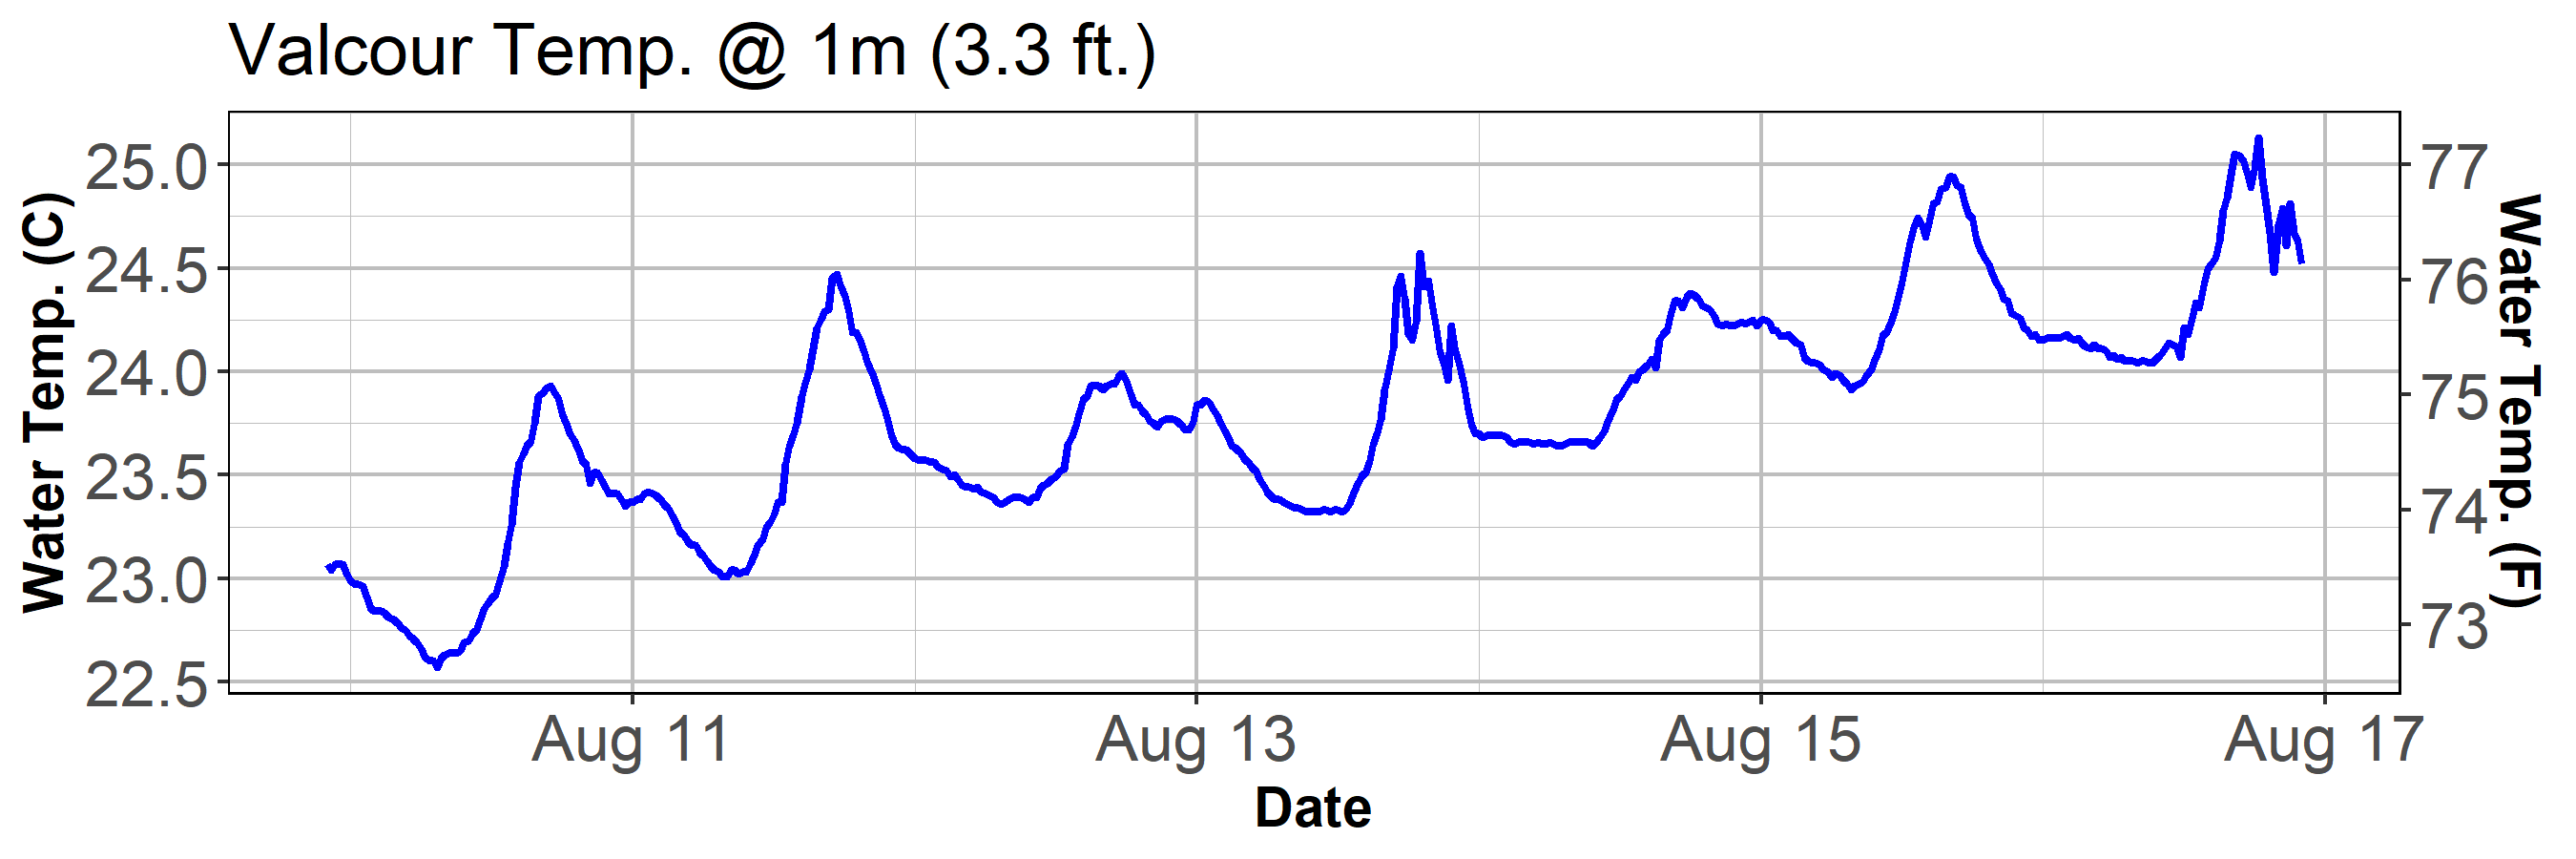 Valcour Temp. @ 1m (3.3 ft.)
Water Temp. (C)
25.0
24.5
24.0
23.5
23.0
22.5
77
76
75
74
73
Water Temp. (F)
Aug 11
Aug 13
Aug 15
Aug 17
Date